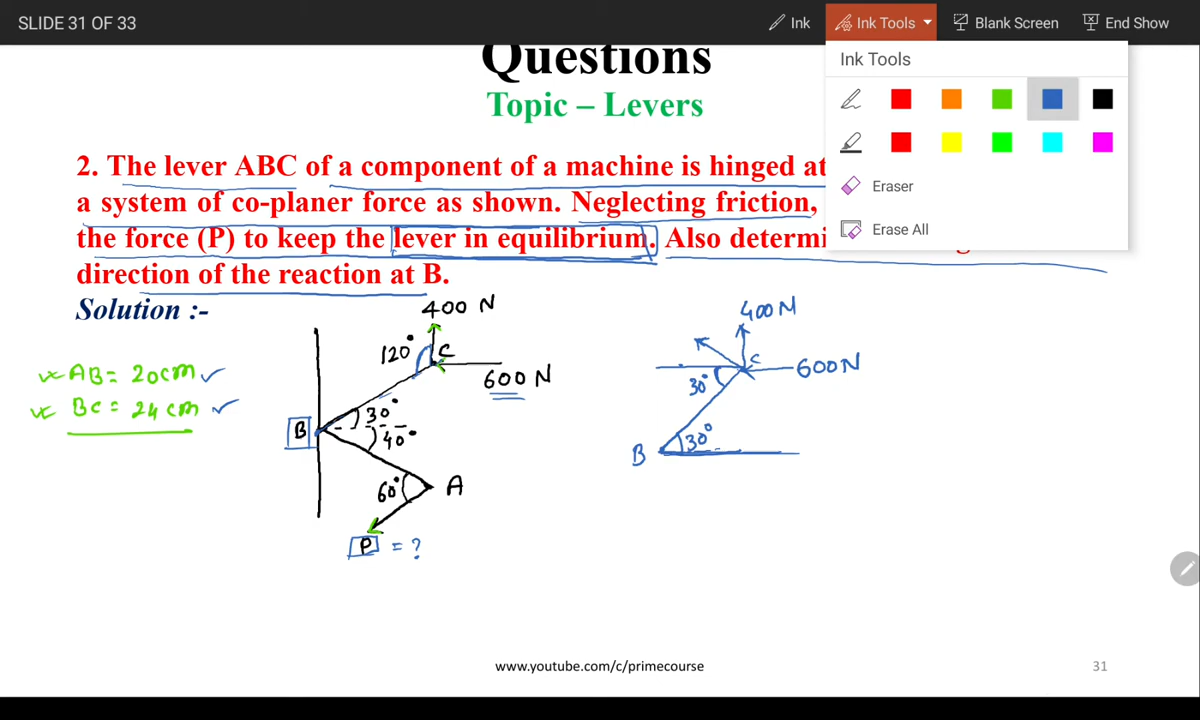 SLIDE 31 OF 33
Ink
Ink Tools
Blank Screen
End Show
Ink Tools
Eraser
Erase All
Questions
Topic – Levers
2. The lever ABC of a component of a machine is hinged at
a system of co-planer force as shown. Neglecting friction,
the force (P) to keep the lever in equilibrium. Also determi
direction of the reaction at B.
Solution :-
AB = 20cm
BC = 24 cm
400 N
120°
C
600 N
B
30°
40°
60°
A
P = ?
400N
C
600N
30°
B
30°
www.youtube.com/c/primecourse
31